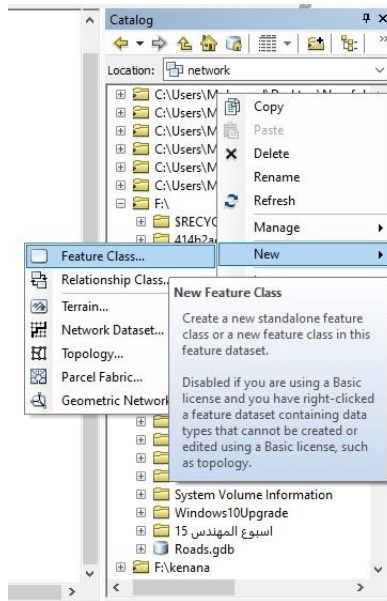 Catalog
Location: network
C:\Users\M
C:\Users\M
C:\Users\M
C:\Users\M
C:\Users\M
C:\Users\M
F:\
$RECYC
414b2a
Copy
Paste
Delete
Rename
Refresh
Manage
New
Feature Class...
Relationship Class...
Terrain...
Network Dataset...
Topology...
Parcel Fabric...
Geometric Network
New Feature Class
Create a new standalone feature
class or a new feature class in this
feature dataset.
Disabled if you are using a Basic
license and you have right-clicked
a feature dataset containing data
types that cannot be created or
edited using a Basic license, such
as topology.
System Volume Information
Windows10Upgrade
اسبوع المهندس 15
Roads.gdb
F:\kenana